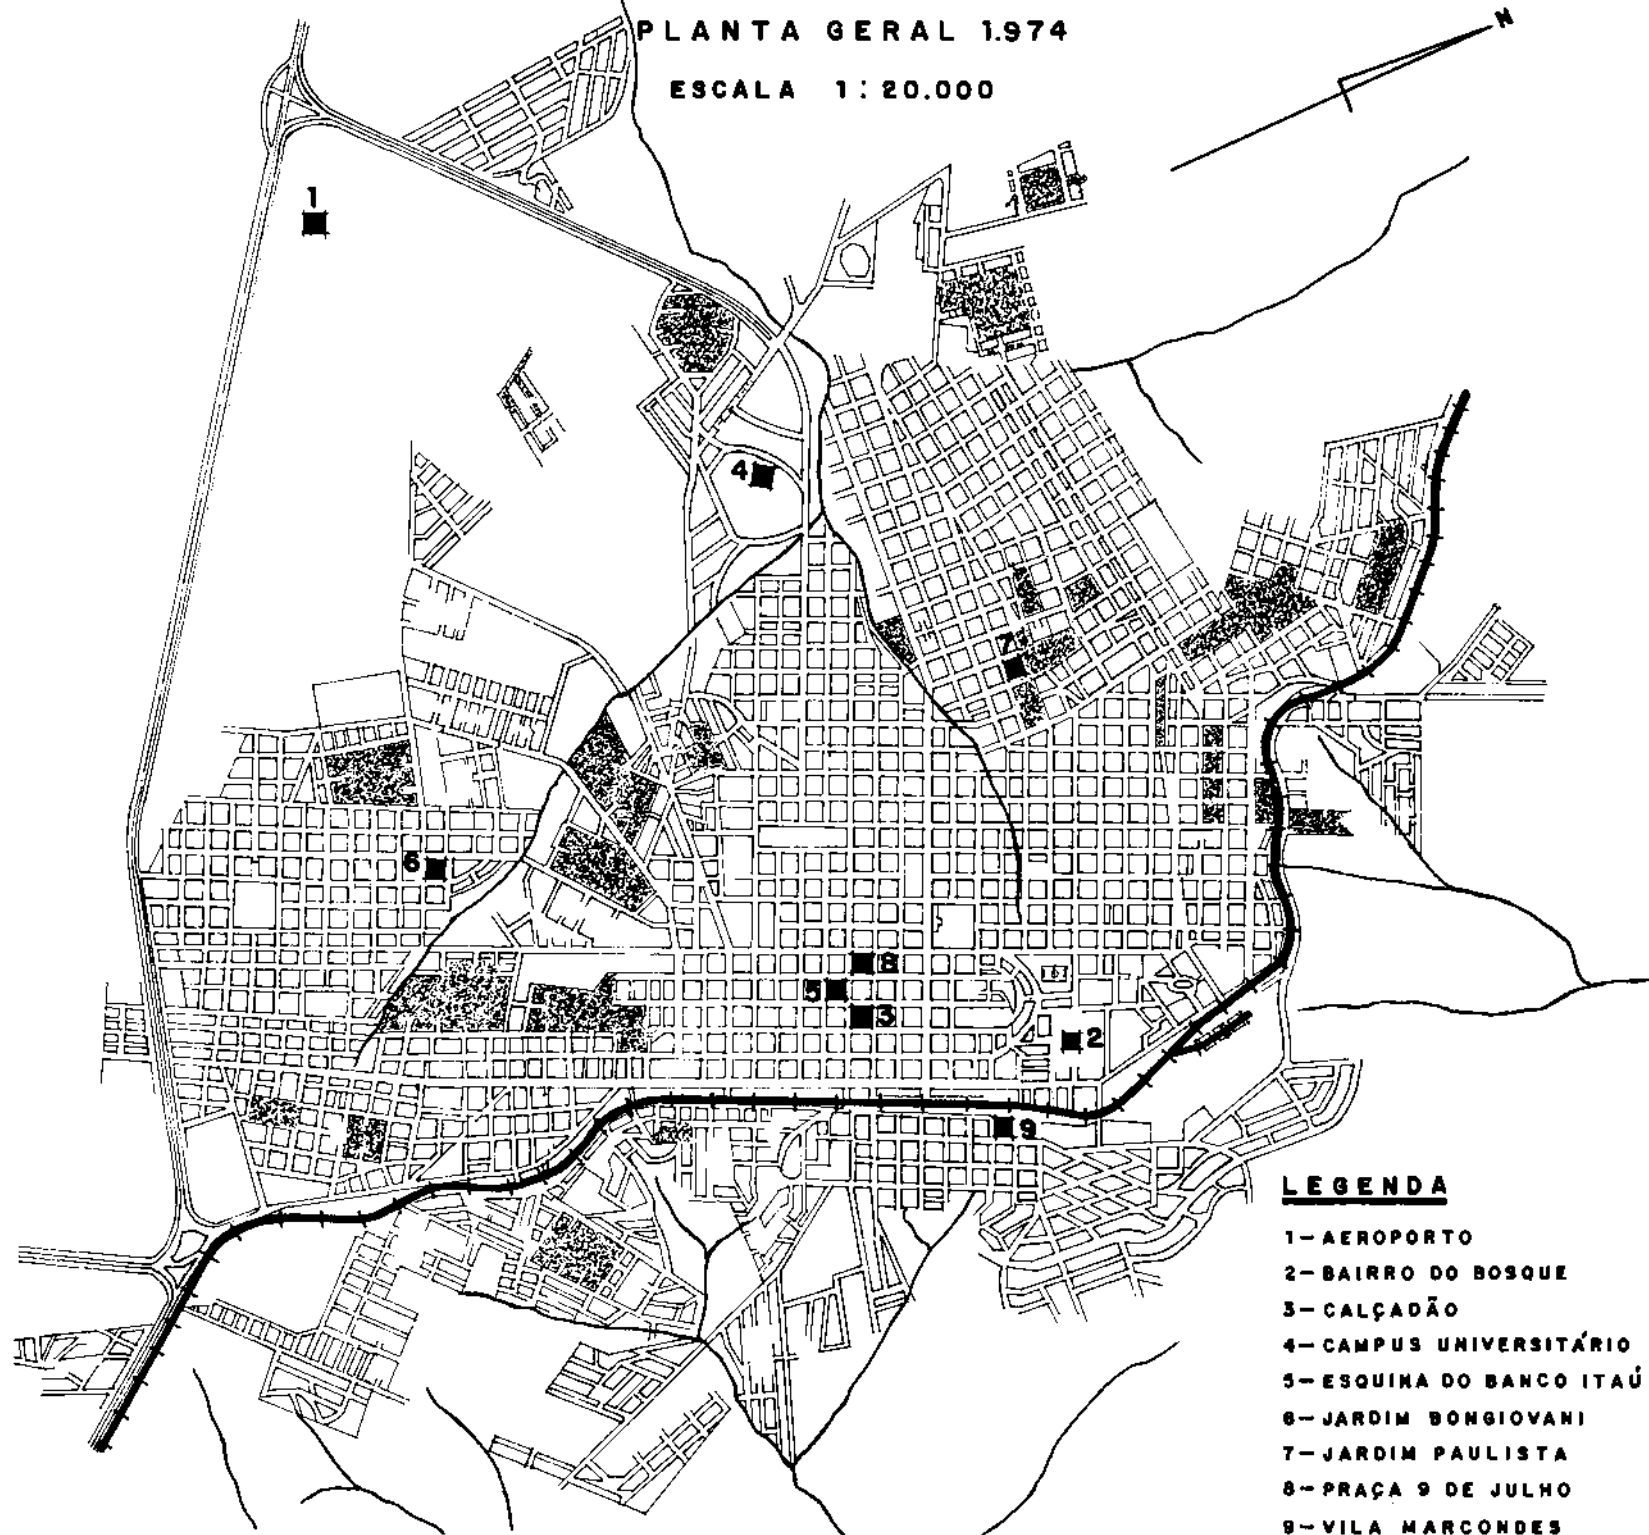 PLANTA GERAL 1.974
ESCALA 1:20.000
N
1
4
7
6
8
5
3
2
9
LEGENDA
1-AEROPORTO
2-BAIRRO DO BOSQUE
3-CALÇADÃO
4-CAMPUS UNIVERSITÁRIO
5-ESQUINA DO BANCO ITAÚ
6-JARDIM BONGIOVANI
7-JARDIM PAULISTA
8-PRAÇA 9 DE JULHO
9-VILA MARCONDES